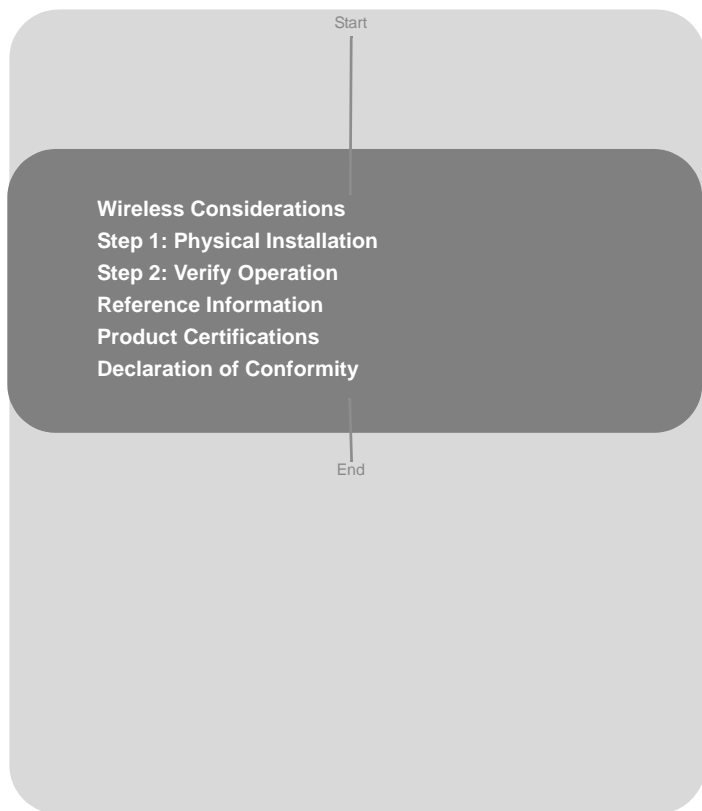 Start
Wireless Considerations
Step 1: Physical Installation
Step 2: Verify Operation
Reference Information
Product Certifications
Declaration of Conformity
End